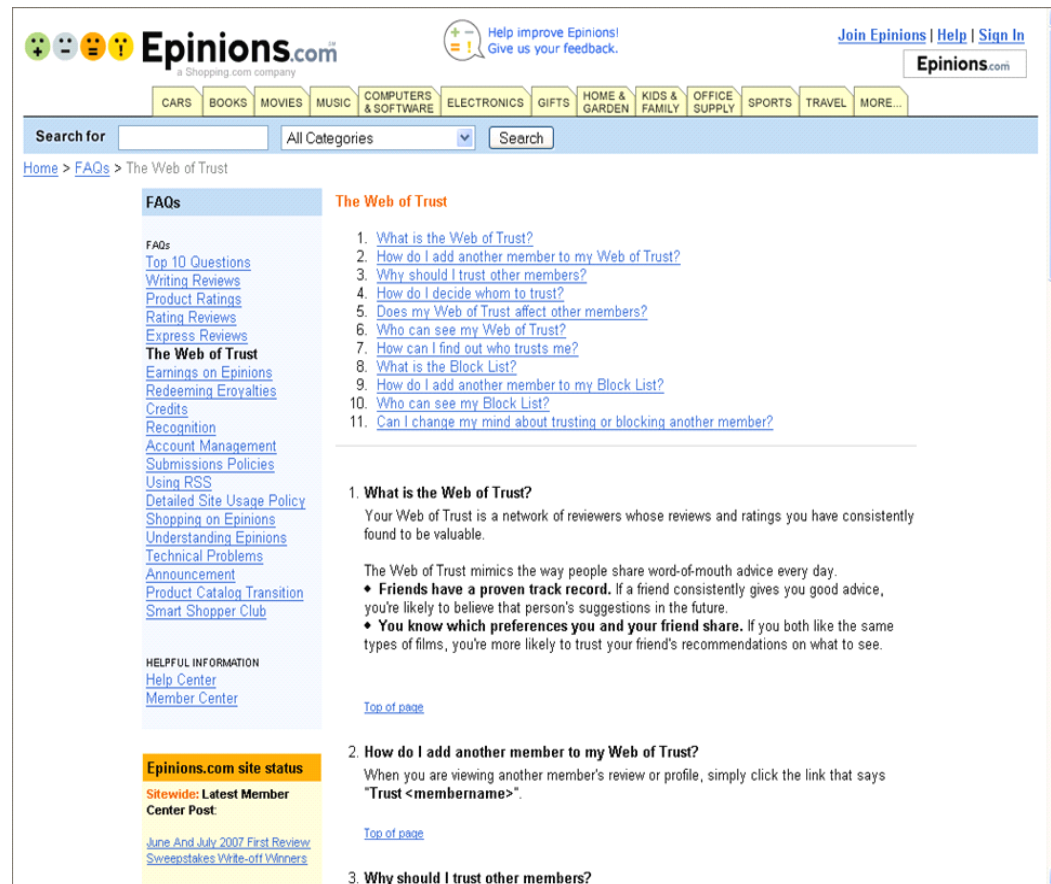 Epinions.com
a Shopping.com company
Help improve Epinions!
Give us your feedback.
Join Epinions | Help | Sign In
Epinions.com
CARS
BOOKS
MOVIES
MUSIC
COMPUTERS
& SOFTWARE
ELECTRONICS
GIFTS
HOME &
GARDEN
KIDS &
FAMILY
OFFICE
SUPPLY
SPORTS
TRAVEL
MORE...
Search for
All Categories
Search
Home > FAQs > The Web of Trust
FAQs
FAQs
Top 10 Questions
Writing Reviews
Product Ratings
Rating Reviews
Express Reviews
The Web of Trust
Earnings on Epinions
Redeeming Eroyalties
Credits
Recognition
Account Management
Submissions Policies
Using RSS
Detailed Site Usage Policy
Shopping on Epinions
Understanding Epinions
Technical Problems
Announcement
Product Catalog Transition
Smart Shopper Club
HELPFUL INFORMATION
Help Center
Member Center
Epinions.com site status
Sitewide: Latest Member
Center Post:
June And July 2007 First Review
Sweepstakes Write-off Winners
The Web of Trust
1. What is the Web of Trust?
2. How do I add another member to my Web of Trust?
3. Why should I trust other members?
4. How do I decide whom to trust?
5. Does my Web of Trust affect other members?
6. Who can see my Web of Trust?
7. How can I find out who trusts me?
8. What is the Block List?
9. How do I add another member to my Block List?
10. Who can see my Block List?
11. Can I change my mind about trusting or blocking another member?
1. What is the Web of Trust?
Your Web of Trust is a network of reviewers whose reviews and ratings you have consistently
found to be valuable.
The Web of Trust mimics the way people share word-of-mouth advice every day.
◆ Friends have a proven track record. If a friend consistently gives you good advice,
you're likely to believe that person's suggestions in the future.
◆ You know which preferences you and your friend share. If you both like the same
types of films, you're more likely to trust your friend's recommendations on what to see.
Top of page
2. How do I add another member to my Web of Trust?
When you are viewing another member's review or profile, simply click the link that says
"Trust <membername>".
Top of page
3. Why should I trust other members?